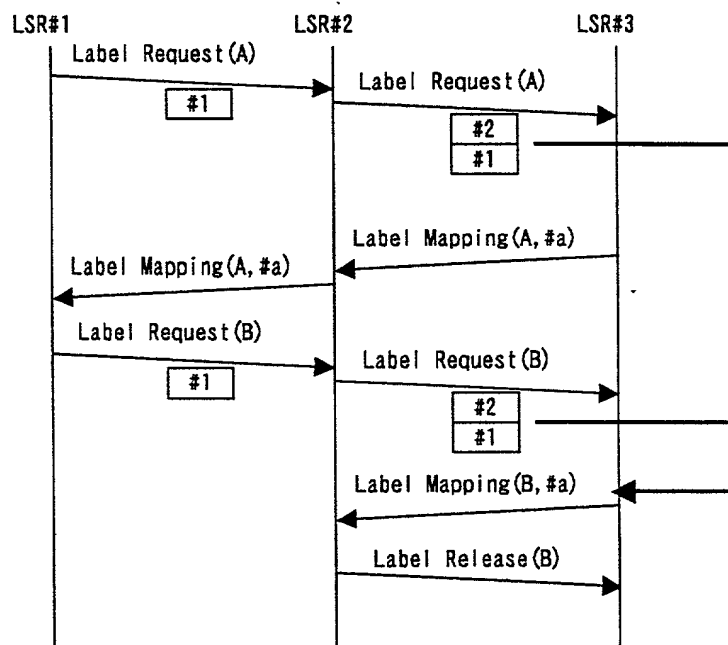 LSR#1 LSR#2 LSR#3
Label Request(A)
Label Request(A)
#1
#2
#1
Label Mapping(A,#a)
Label Mapping(A,#a)
Label Request(B)
Label Request(B)
#1
#2
#1
Label Mapping(B,#a)
Label Release(B)